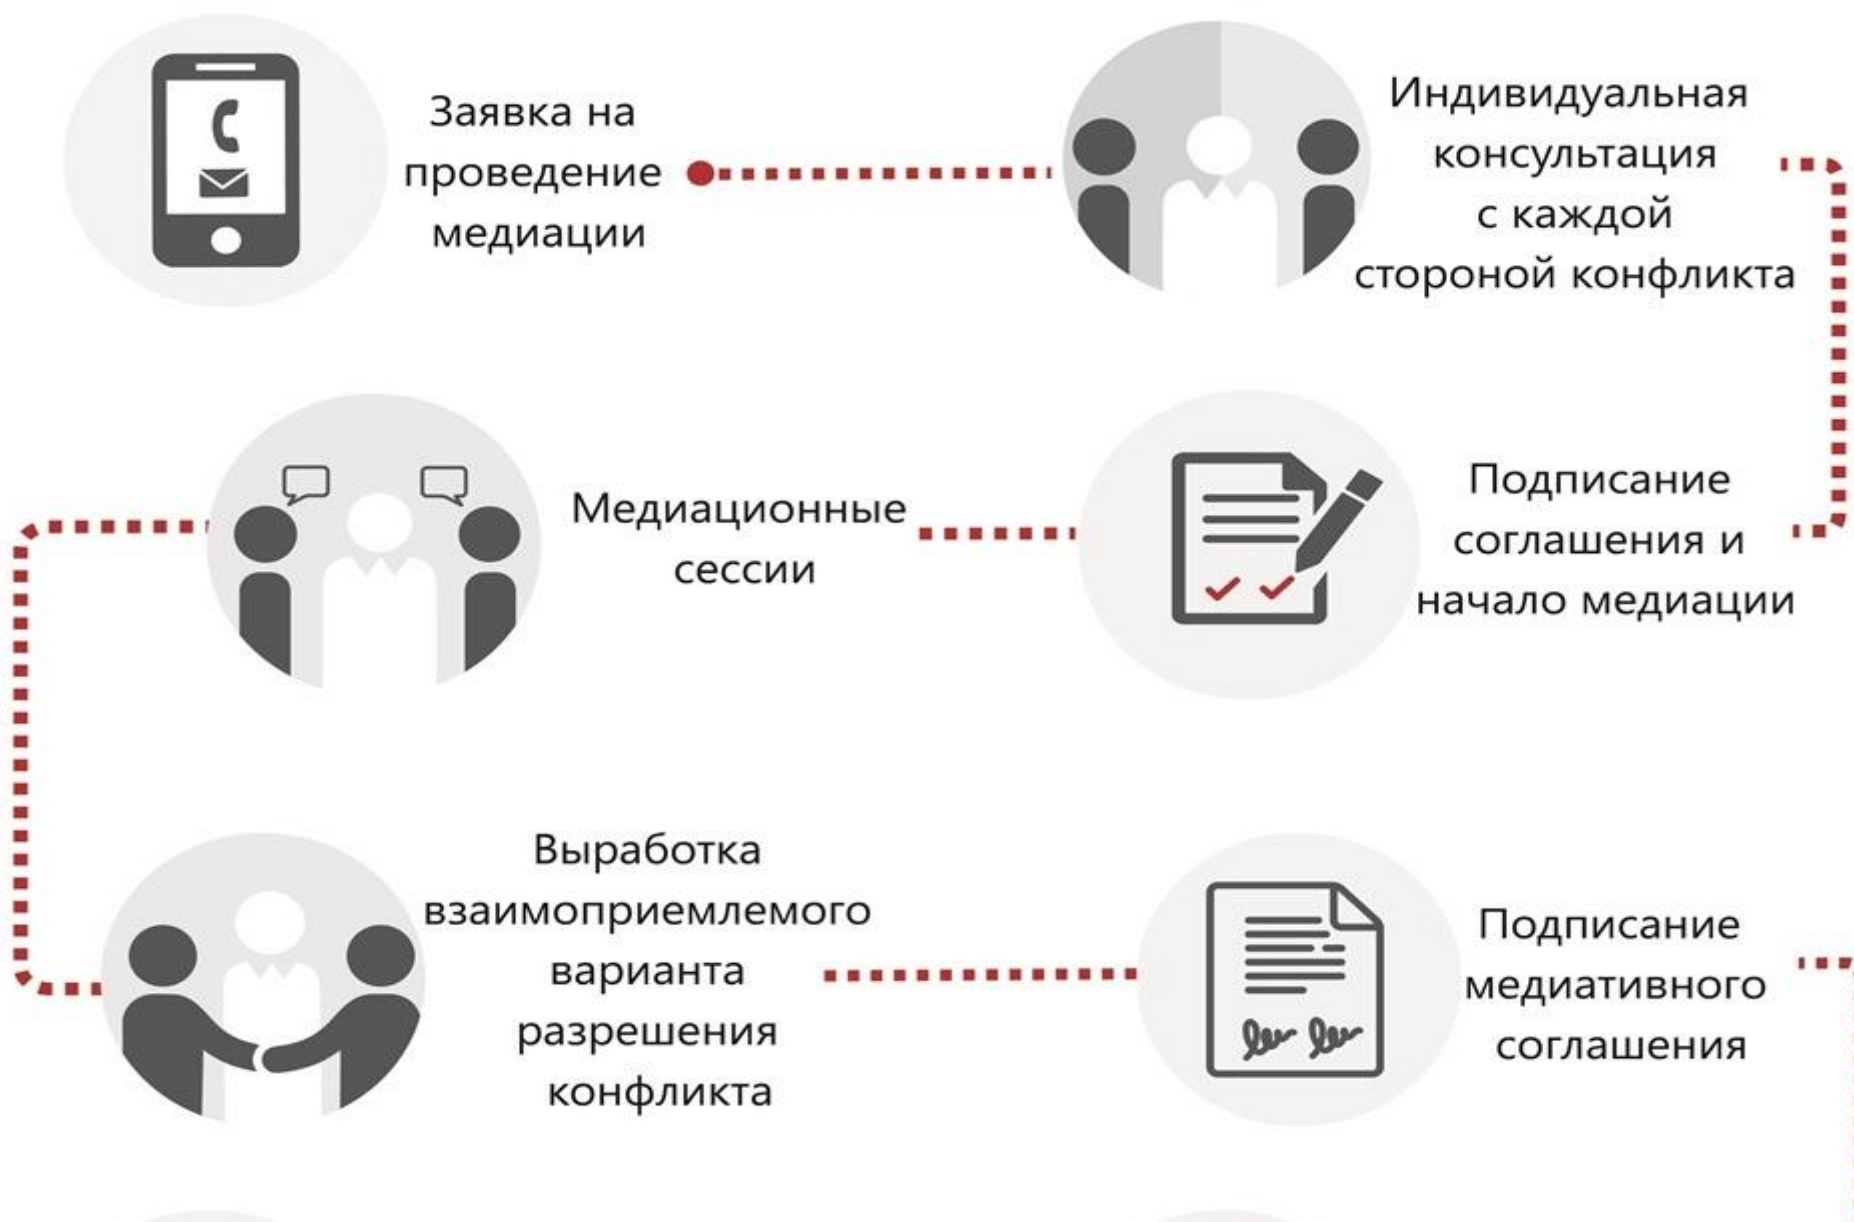 Заявка на
проведение
медиации
Индивидуальная
консультация
с каждой
стороной конфликта
Подписание
соглашения и
начало медиации
Медиационные
сессии
Выработка
взаимоприемлемого
варианта
разрешения
конфликта
Подписание
медиативного
соглашения